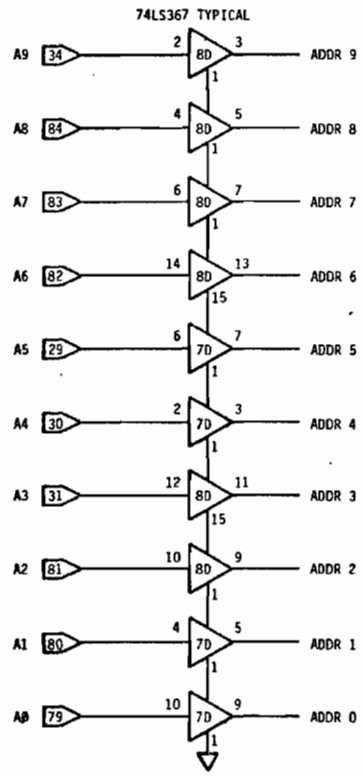 74LS367 TYPICAL
A9 34 2 8D 3 1 ADDR 9
A8 84 4 8D 5 1 ADDR 8
A7 83 6 8D 7 1 ADDR 7
A6 82 14 8D 13 15 ADDR 6
A5 29 6 7D 7 1 ADDR 5
A4 30 2 7D 3 1 ADDR 4
A3 31 12 8D 11 15 ADDR 3
A2 81 10 8D 9 1 ADDR 2
A1 80 4 7D 5 1 ADDR 1
A0 79 10 7D 9 1 ADDR 0